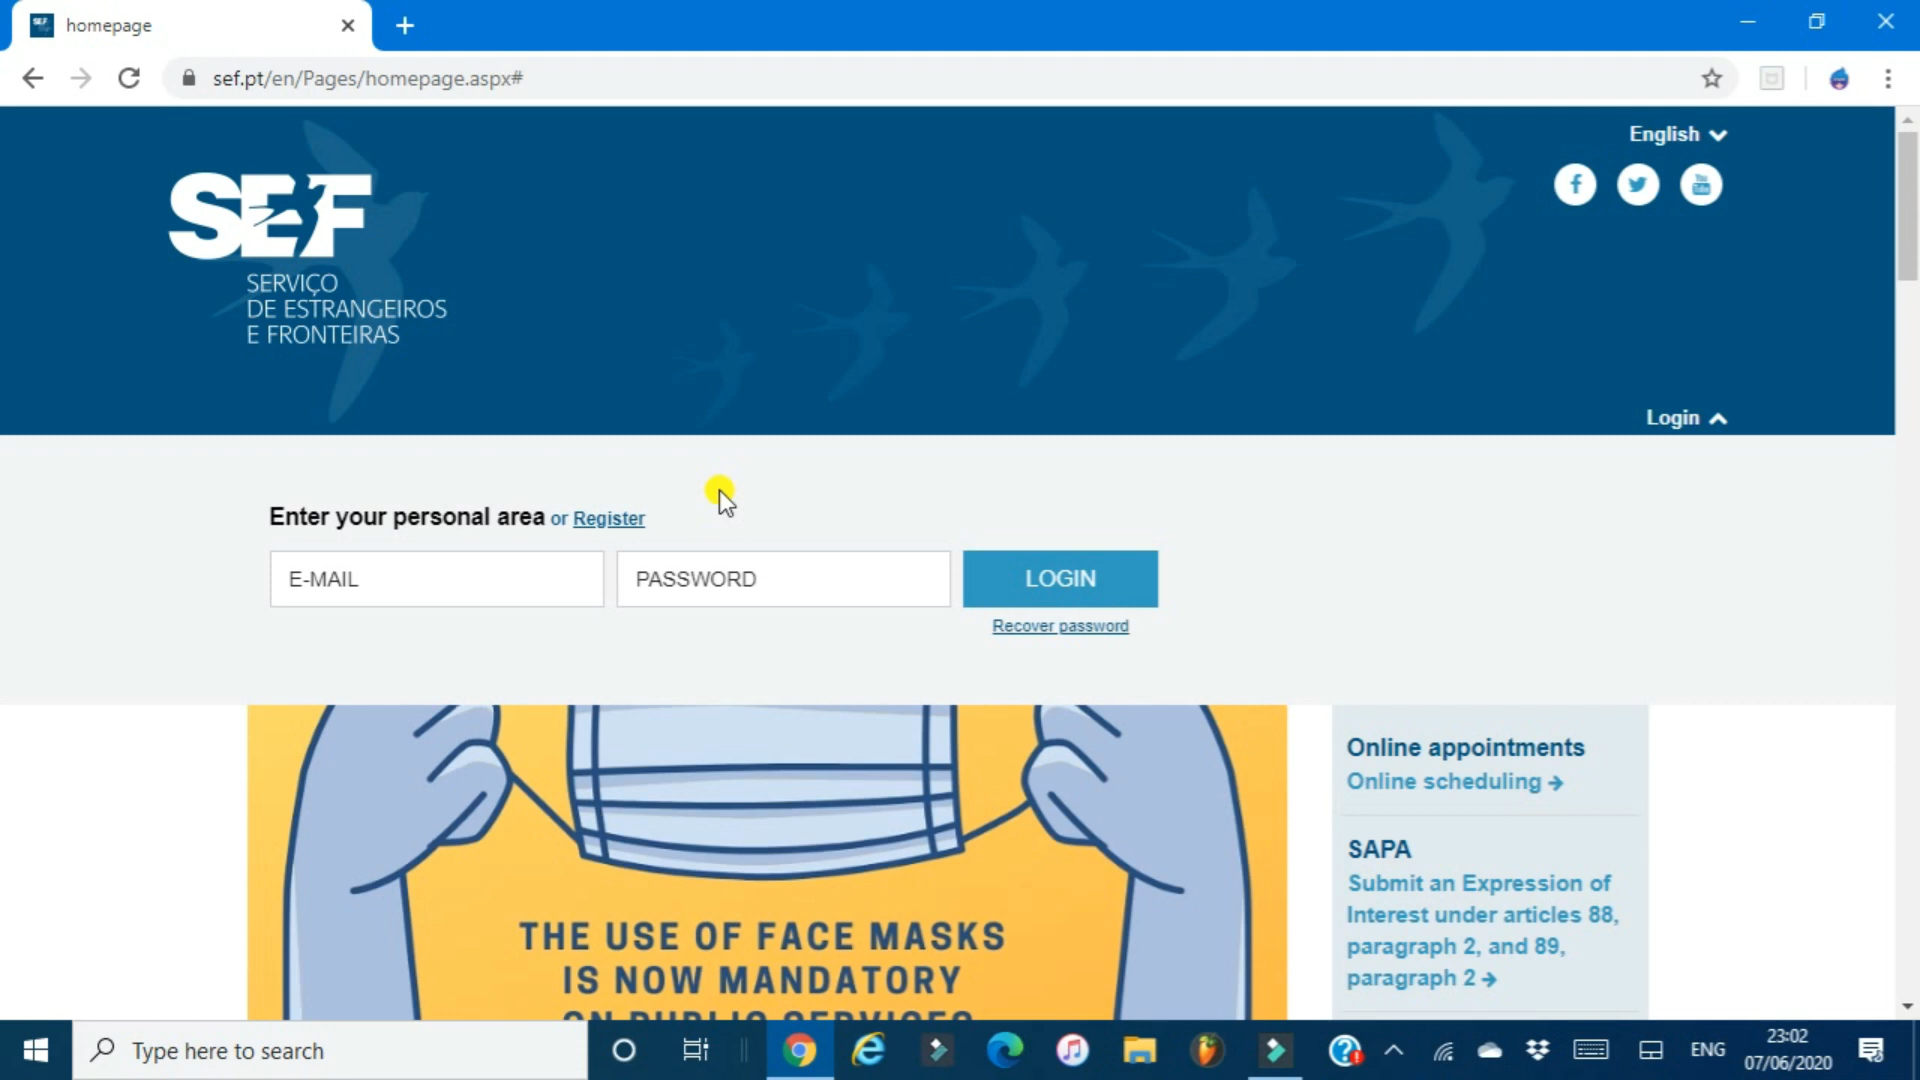 homepage
sef.pt/en/Pages/homepage.aspx#
English
SEF
SERVIÇO
DE ESTRANGEIROS
E FRONTEIRAS
Login
Enter your personal area or Register
E-MAIL
PASSWORD
LOGIN
Recover password
THE USE OF FACE MASKS
IS NOW MANDATORY
ON PUBLIC SERVICES
Online appointments
Online scheduling
SAPA
Submit an Expression of
Interest under articles 88,
paragraph 2, and 89,
paragraph 2
Type here to search
ENG
23:02
07/06/2020